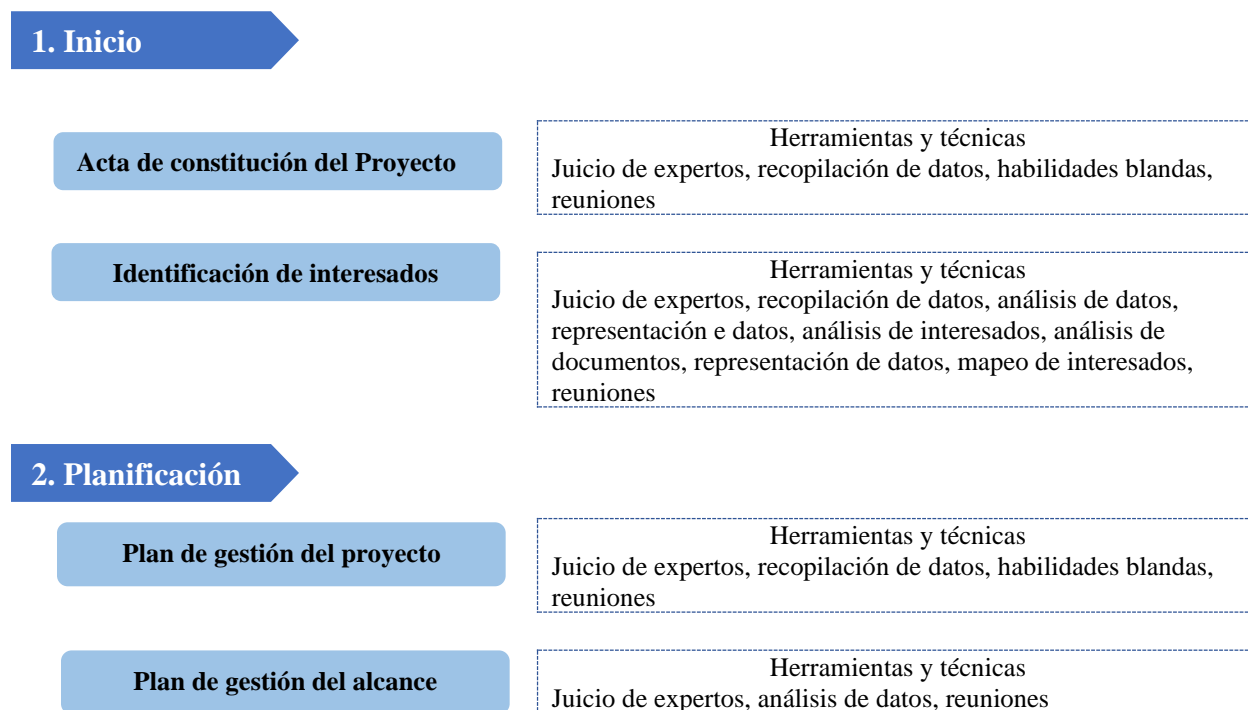 1. Inicio
Acta de constitución del Proyecto
Herramientas y técnicas
Juicio de expertos, recopilación de datos, habilidades blandas,
reuniones
Identificación de interesados
Herramientas y técnicas
Juicio de expertos, recopilación de datos, análisis de datos,
representación e datos, análisis de interesados, análisis de
documentos, representación de datos, mapeo de interesados,
reuniones
2. Planificación
Plan de gestión del proyecto
Herramientas y técnicas
Juicio de expertos, recopilación de datos, habilidades blandas,
reuniones
Plan de gestión del alcance
Herramientas y técnicas
Juicio de expertos, análisis de datos, reuniones